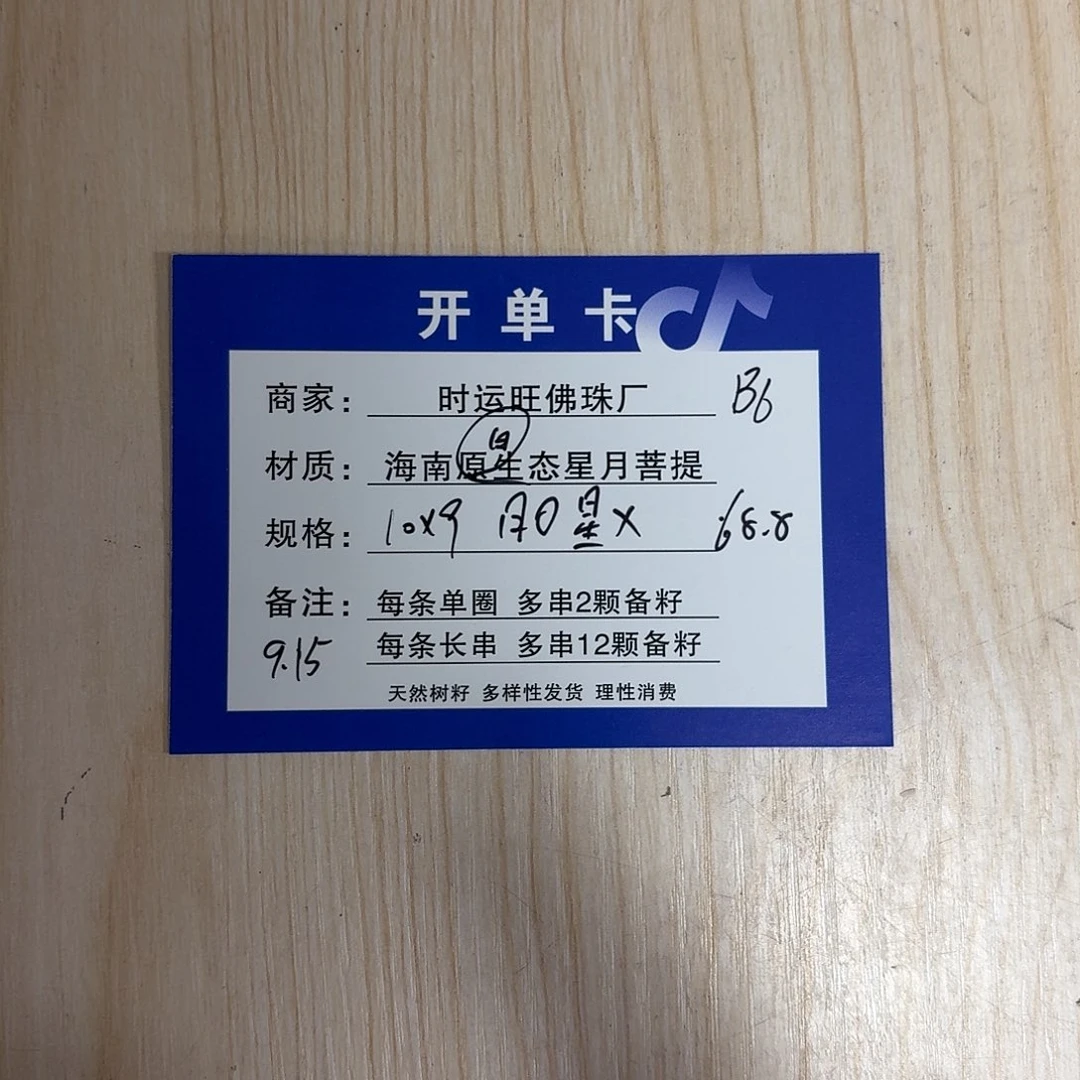 开单卡
商家： 时运旺佛珠厂 B6
白
材质： 海南原生态星月菩提
规格： 10x9 月0星x 68.8
备注： 每条单圈 多串2颗备籽
9.15 每条长串 多串12颗备籽
天然树籽 多样性发货 理性消费